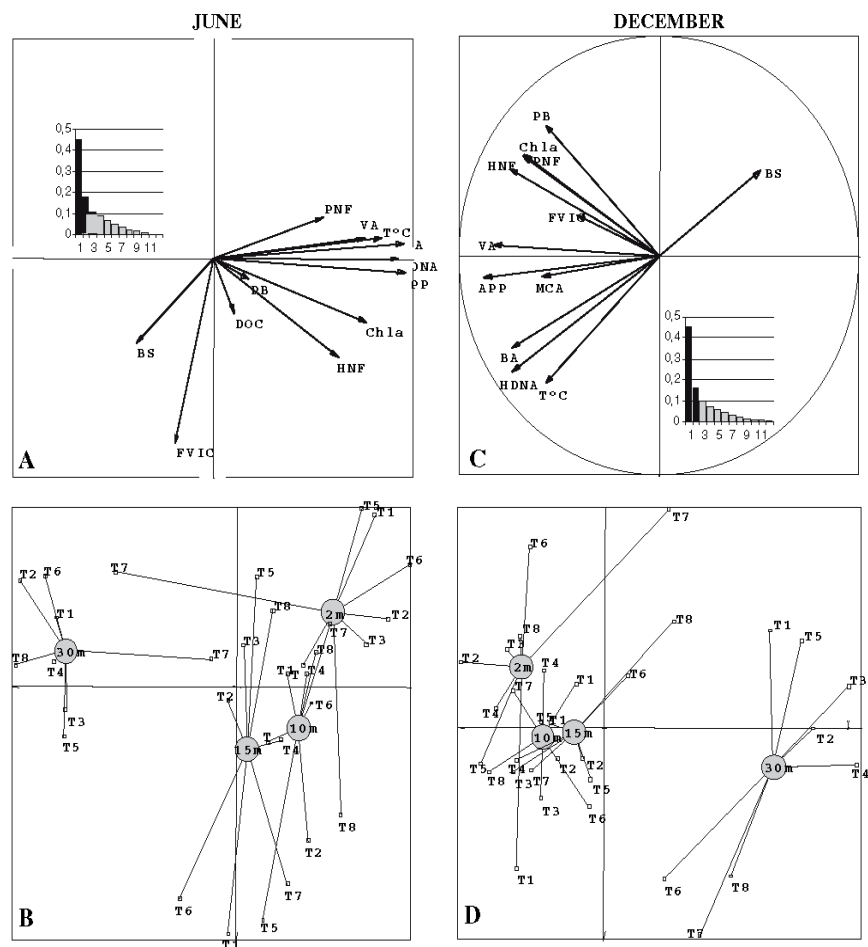 JUNE
DECEMBER
0,5
0,4
0,3
0,2
0,1
0
1 3 5 7 9 11
PNF
VA
T°C
A
DNA
PP
PB
DOC
Chla
HNF
BS
FVIC
A
PB
Chla
PNF
HNF
FVIC
BS
VA
APP
MCA
BA
HDNA
T°C
0,5
0,4
0,3
0,2
0,1
0
1 3 5 7 9 11
C
T5
T1
T2
T6
T7
T5
T6
T1
T8
2m
T2
30m
T3
T7
T3
T8
T4
T7
T8
T1
T
T4
T2
T6
T3
10m
T5
15m
T
T4
T8
T2
T7
T6
T5
B
T7
T6
T8
T3
T8
T1
T5
T2
2m
T4
T6
T7
T1
T3
T4
T5
T1
10m
15m
T2
T5
T4
T2
30m
T4
T8
T3
T7
T5
T3
T6
T1
T6
T8
T7
D